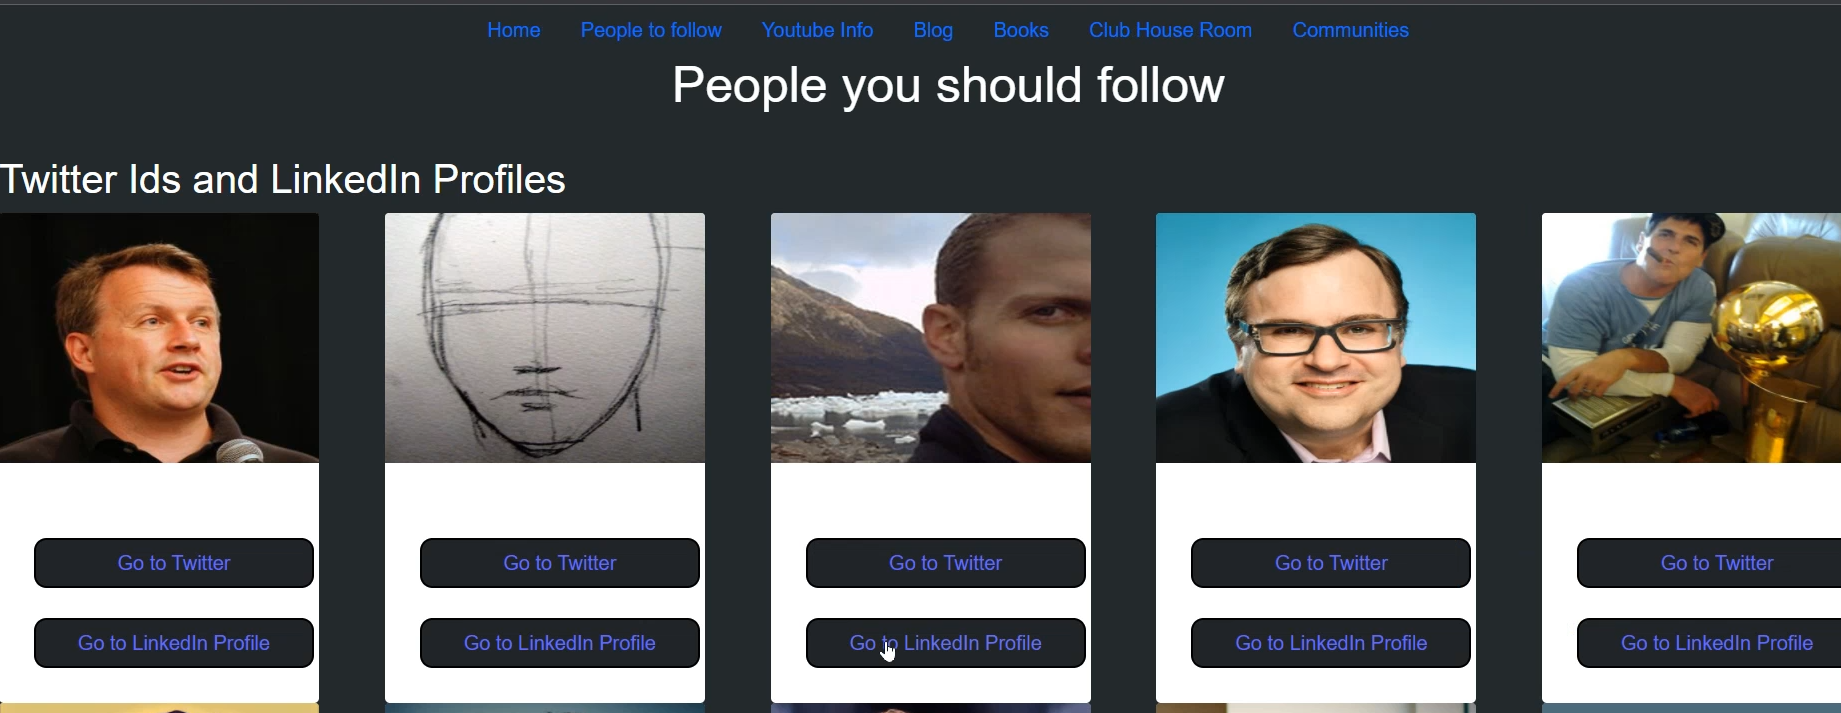 Home People to follow Youtube Info Blog Books Club House Room Communities
People you should follow
Twitter Ids and LinkedIn Profiles
Go to Twitter Go to Twitter Go to Twitter Go to Twitter Go to Twitter
Go to LinkedIn Profile Go to LinkedIn Profile Go to LinkedIn Profile Go to LinkedIn Profile Go to LinkedIn Profile